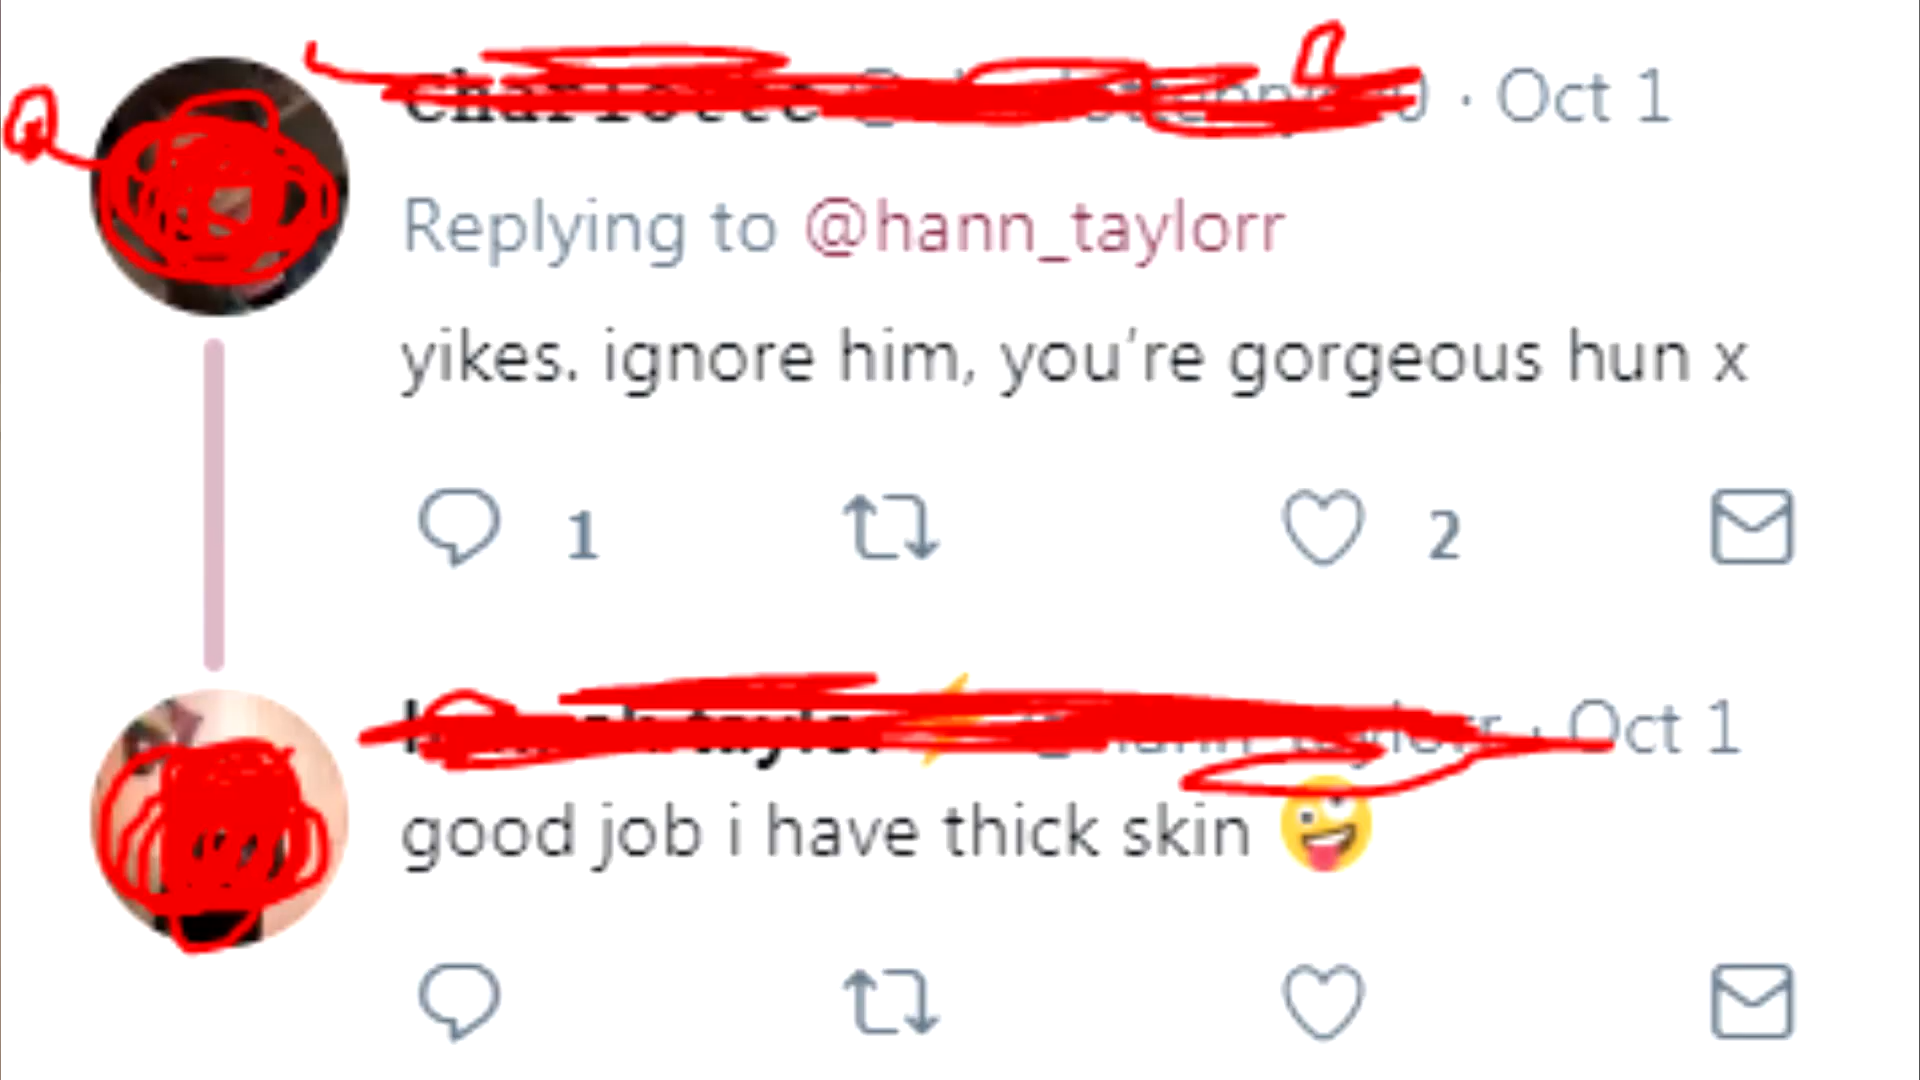 · Oct 1
Replying to @hann_taylorr
yikes. ignore him, you're gorgeous hun x
1 2
· Oct 1
good job i have thick skin 🤪